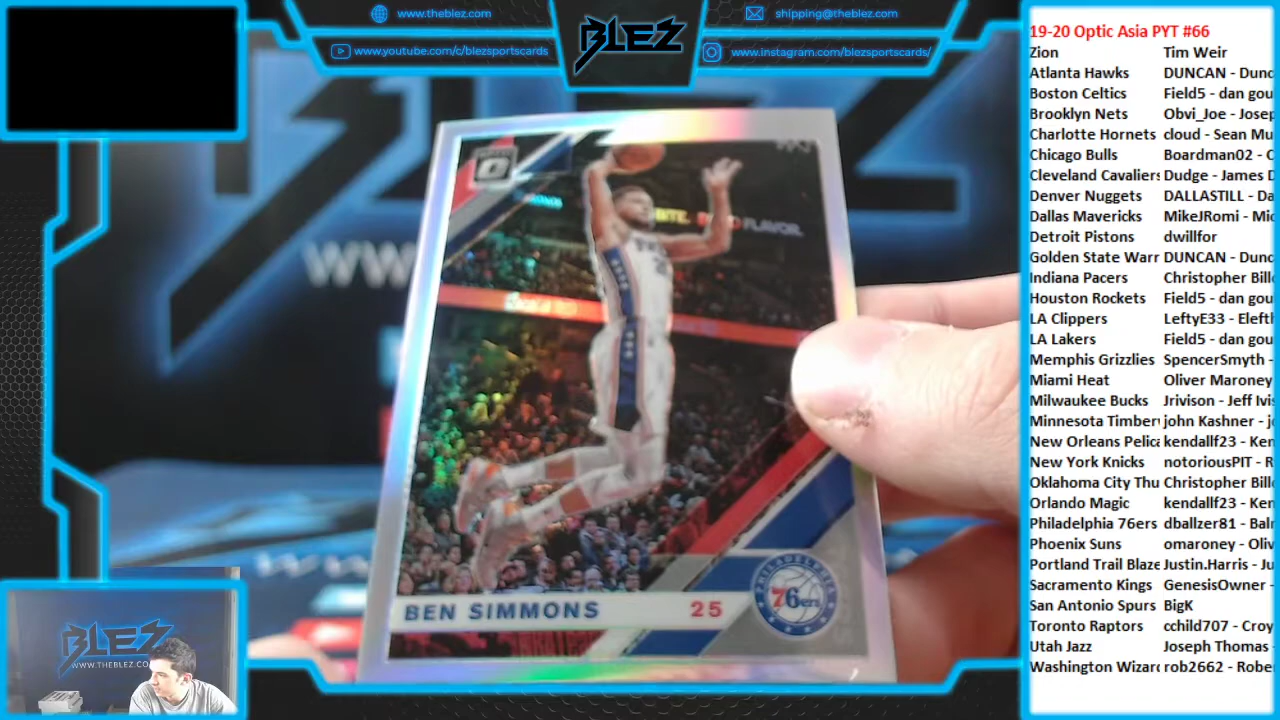 www.theblez.com
shipping@theblez.com
www.youtube.com/c/blezsportscards
www.instagram.com/blezsportscards/
BLEZ
19-20 Optic Asia PYT #66
Zion Tim Weir
Atlanta Hawks DUNCAN - Dunc
Boston Celtics Field5 - dan gou
Brooklyn Nets Obvi_Joe - Josep
Charlotte Hornets cloud - Sean Mu
Chicago Bulls Boardman02 - C
Cleveland Cavaliers Dudge - James D
Denver Nuggets DALLASTILL - Da
Dallas Mavericks MikeJRomi - Mic
Detroit Pistons dwillfor
Golden State Warr DUNCAN - Dunc
Indiana Pacers Christopher Bill
Houston Rockets Field5 - dan gou
LA Clippers LeftyE33 - Eleft
LA Lakers Field5 - dan gou
Memphis Grizzlies SpencerSmyth -
Miami Heat Oliver Maroney
Milwaukee Bucks Jrivison - Jeff Ivi
Minnesota Timber john Kashner - j
New Orleans Pelica kendallf23 - Ken
New York Knicks notoriousPIT - R
Oklahoma City Thu Christopher Bill
Orlando Magic kendallf23 - Ken
Philadelphia 76ers dballzer81 - Bal
Phoenix Suns omaroney - Oliv
Portland Trail Blaze Justin.Harris - Ju
Sacramento Kings GenesisOwner -
San Antonio Spurs BigK
Toronto Raptors cchild707 - Croy
Utah Jazz Joseph Thomas
Washington Wizard rob2662 - Robe
WWW
FLAVOR.
BEN SIMMONS 25
PHILADELPHIA
76ers
BLEZ
WWW.THEBLEZ.CO